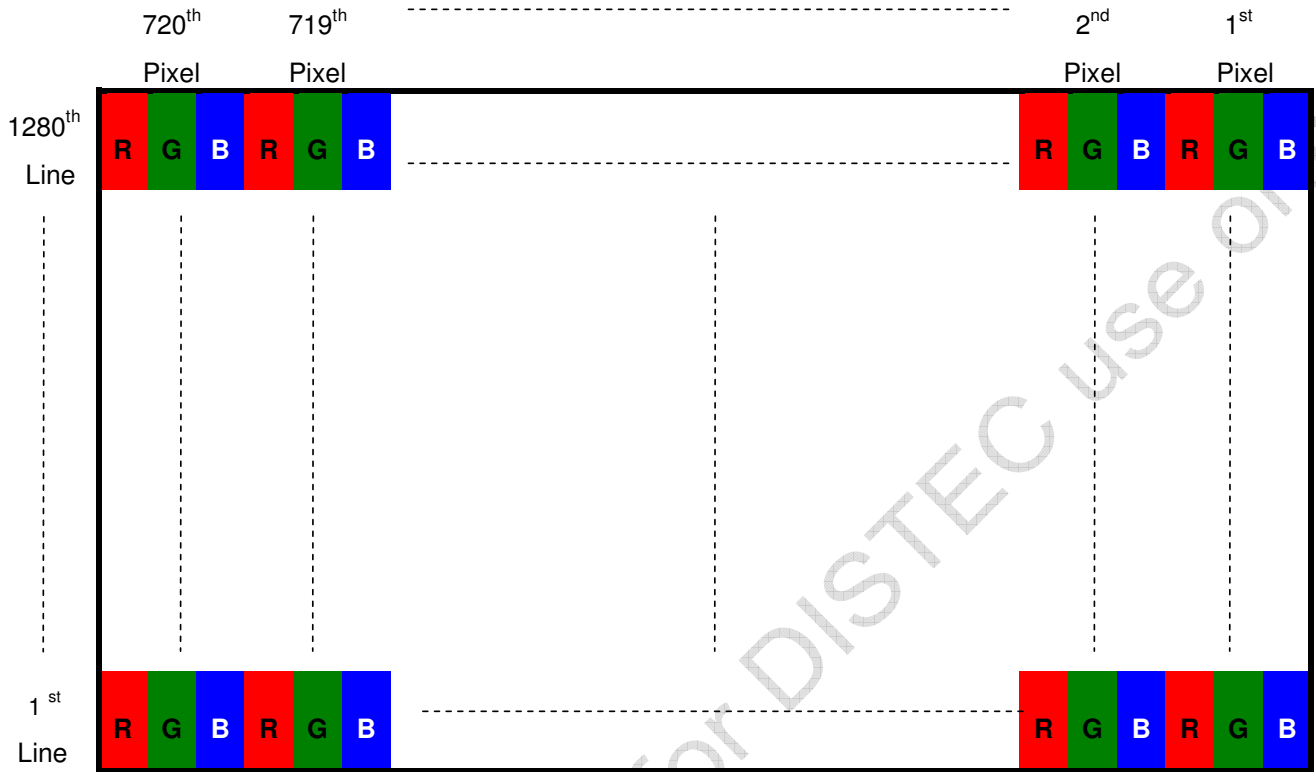 720th 719th 2nd 1st
Pixel Pixel Pixel Pixel
1280th
Line
R G B R G B R G B R G B
for DISTEC use
1 st
Line
R G B R G B R G B R G B